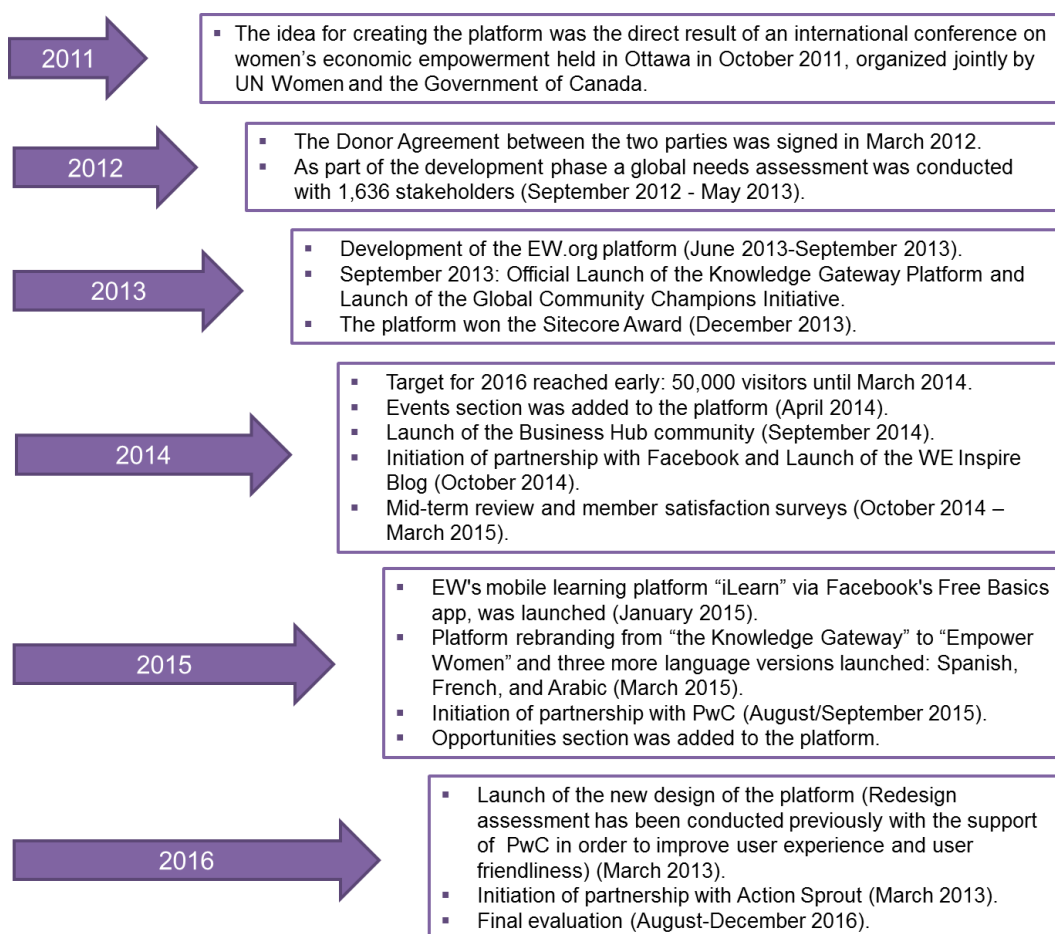 2011
▪ The idea for creating the platform was the direct result of an international conference on
women’s economic empowerment held in Ottawa in October 2011, organized jointly by
UN Women and the Government of Canada.
2012
▪ The Donor Agreement between the two parties was signed in March 2012.
▪ As part of the development phase a global needs assessment was conducted
with 1,636 stakeholders (September 2012 - May 2013).
2013
▪ Development of the EW.org platform (June 2013-September 2013).
▪ September 2013: Official Launch of the Knowledge Gateway Platform and
Launch of the Global Community Champions Initiative.
▪ The platform won the Sitecore Award (December 2013).
2014
▪ Target for 2016 reached early: 50,000 visitors until March 2014.
▪ Events section was added to the platform (April 2014).
▪ Launch of the Business Hub community (September 2014).
▪ Initiation of partnership with Facebook and Launch of the WE Inspire
Blog (October 2014).
▪ Mid-term review and member satisfaction surveys (October 2014 –
March 2015).
2015
▪ EW's mobile learning platform “iLearn” via Facebook's Free Basics
app, was launched (January 2015).
▪ Platform rebranding from “the Knowledge Gateway” to “Empower
Women” and three more language versions launched: Spanish,
French, and Arabic (March 2015).
▪ Initiation of partnership with PwC (August/September 2015).
▪ Opportunities section was added to the platform.
2016
▪ Launch of the new design of the platform (Redesign
assessment has been conducted previously with the support
of PwC in order to improve user experience and user
friendliness) (March 2013).
▪ Initiation of partnership with Action Sprout (March 2013).
▪ Final evaluation (August-December 2016).